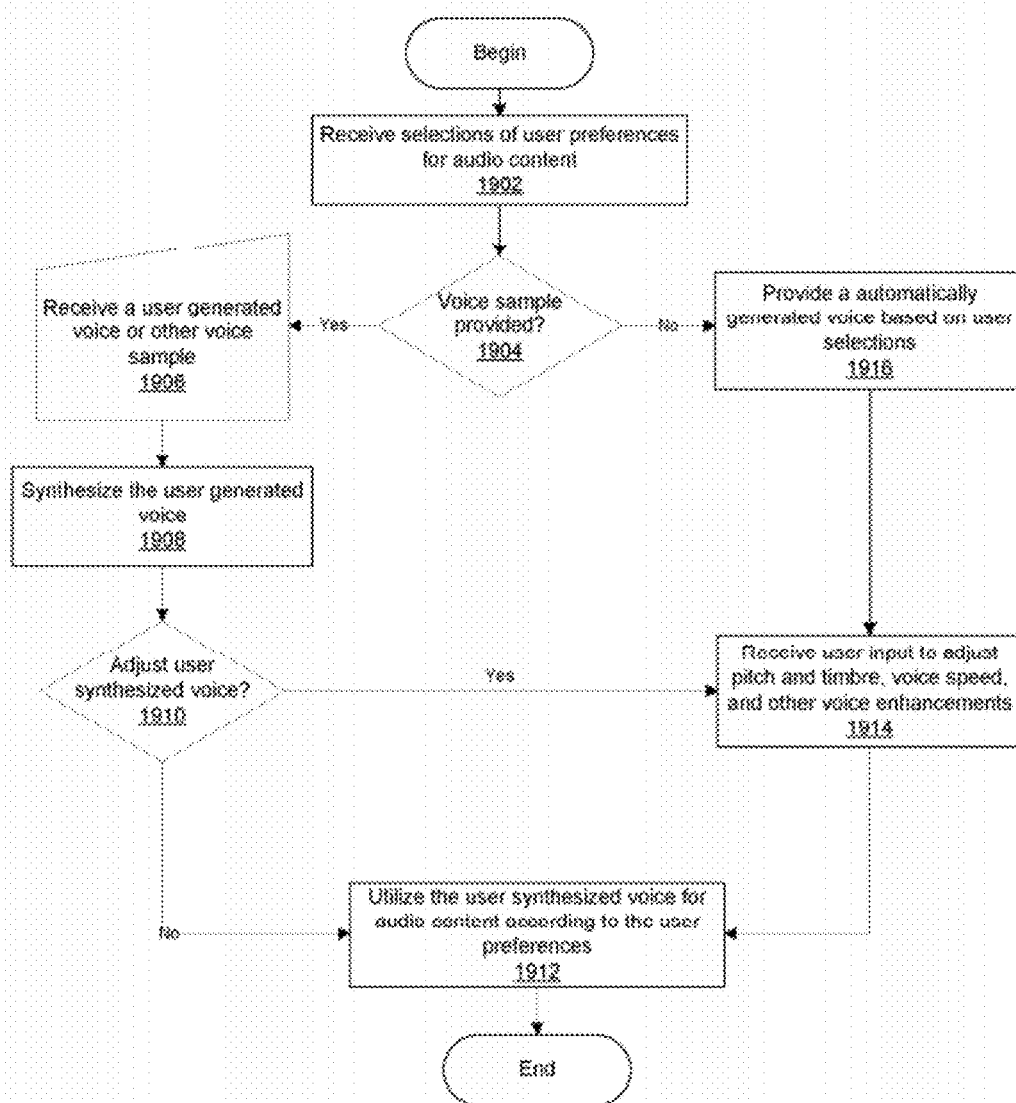 Begin
Receive selections of user preferences
for audio content
1902
Voice sample
provided?
1904
Yes
No
Receive a user generated
voice or other voice
sample
1906
Provide a automatically
generated voice based on user
selections
1916
Synthesize the user generated
voice
1908
Adjust user
synthesized voice?
1910
Yes
Receive user input to adjust
pitch and timbre, voice speed,
and other voice enhancements
1914
No
Utilize the user synthesized voice for
audio content according to the user
preferences
1912
End